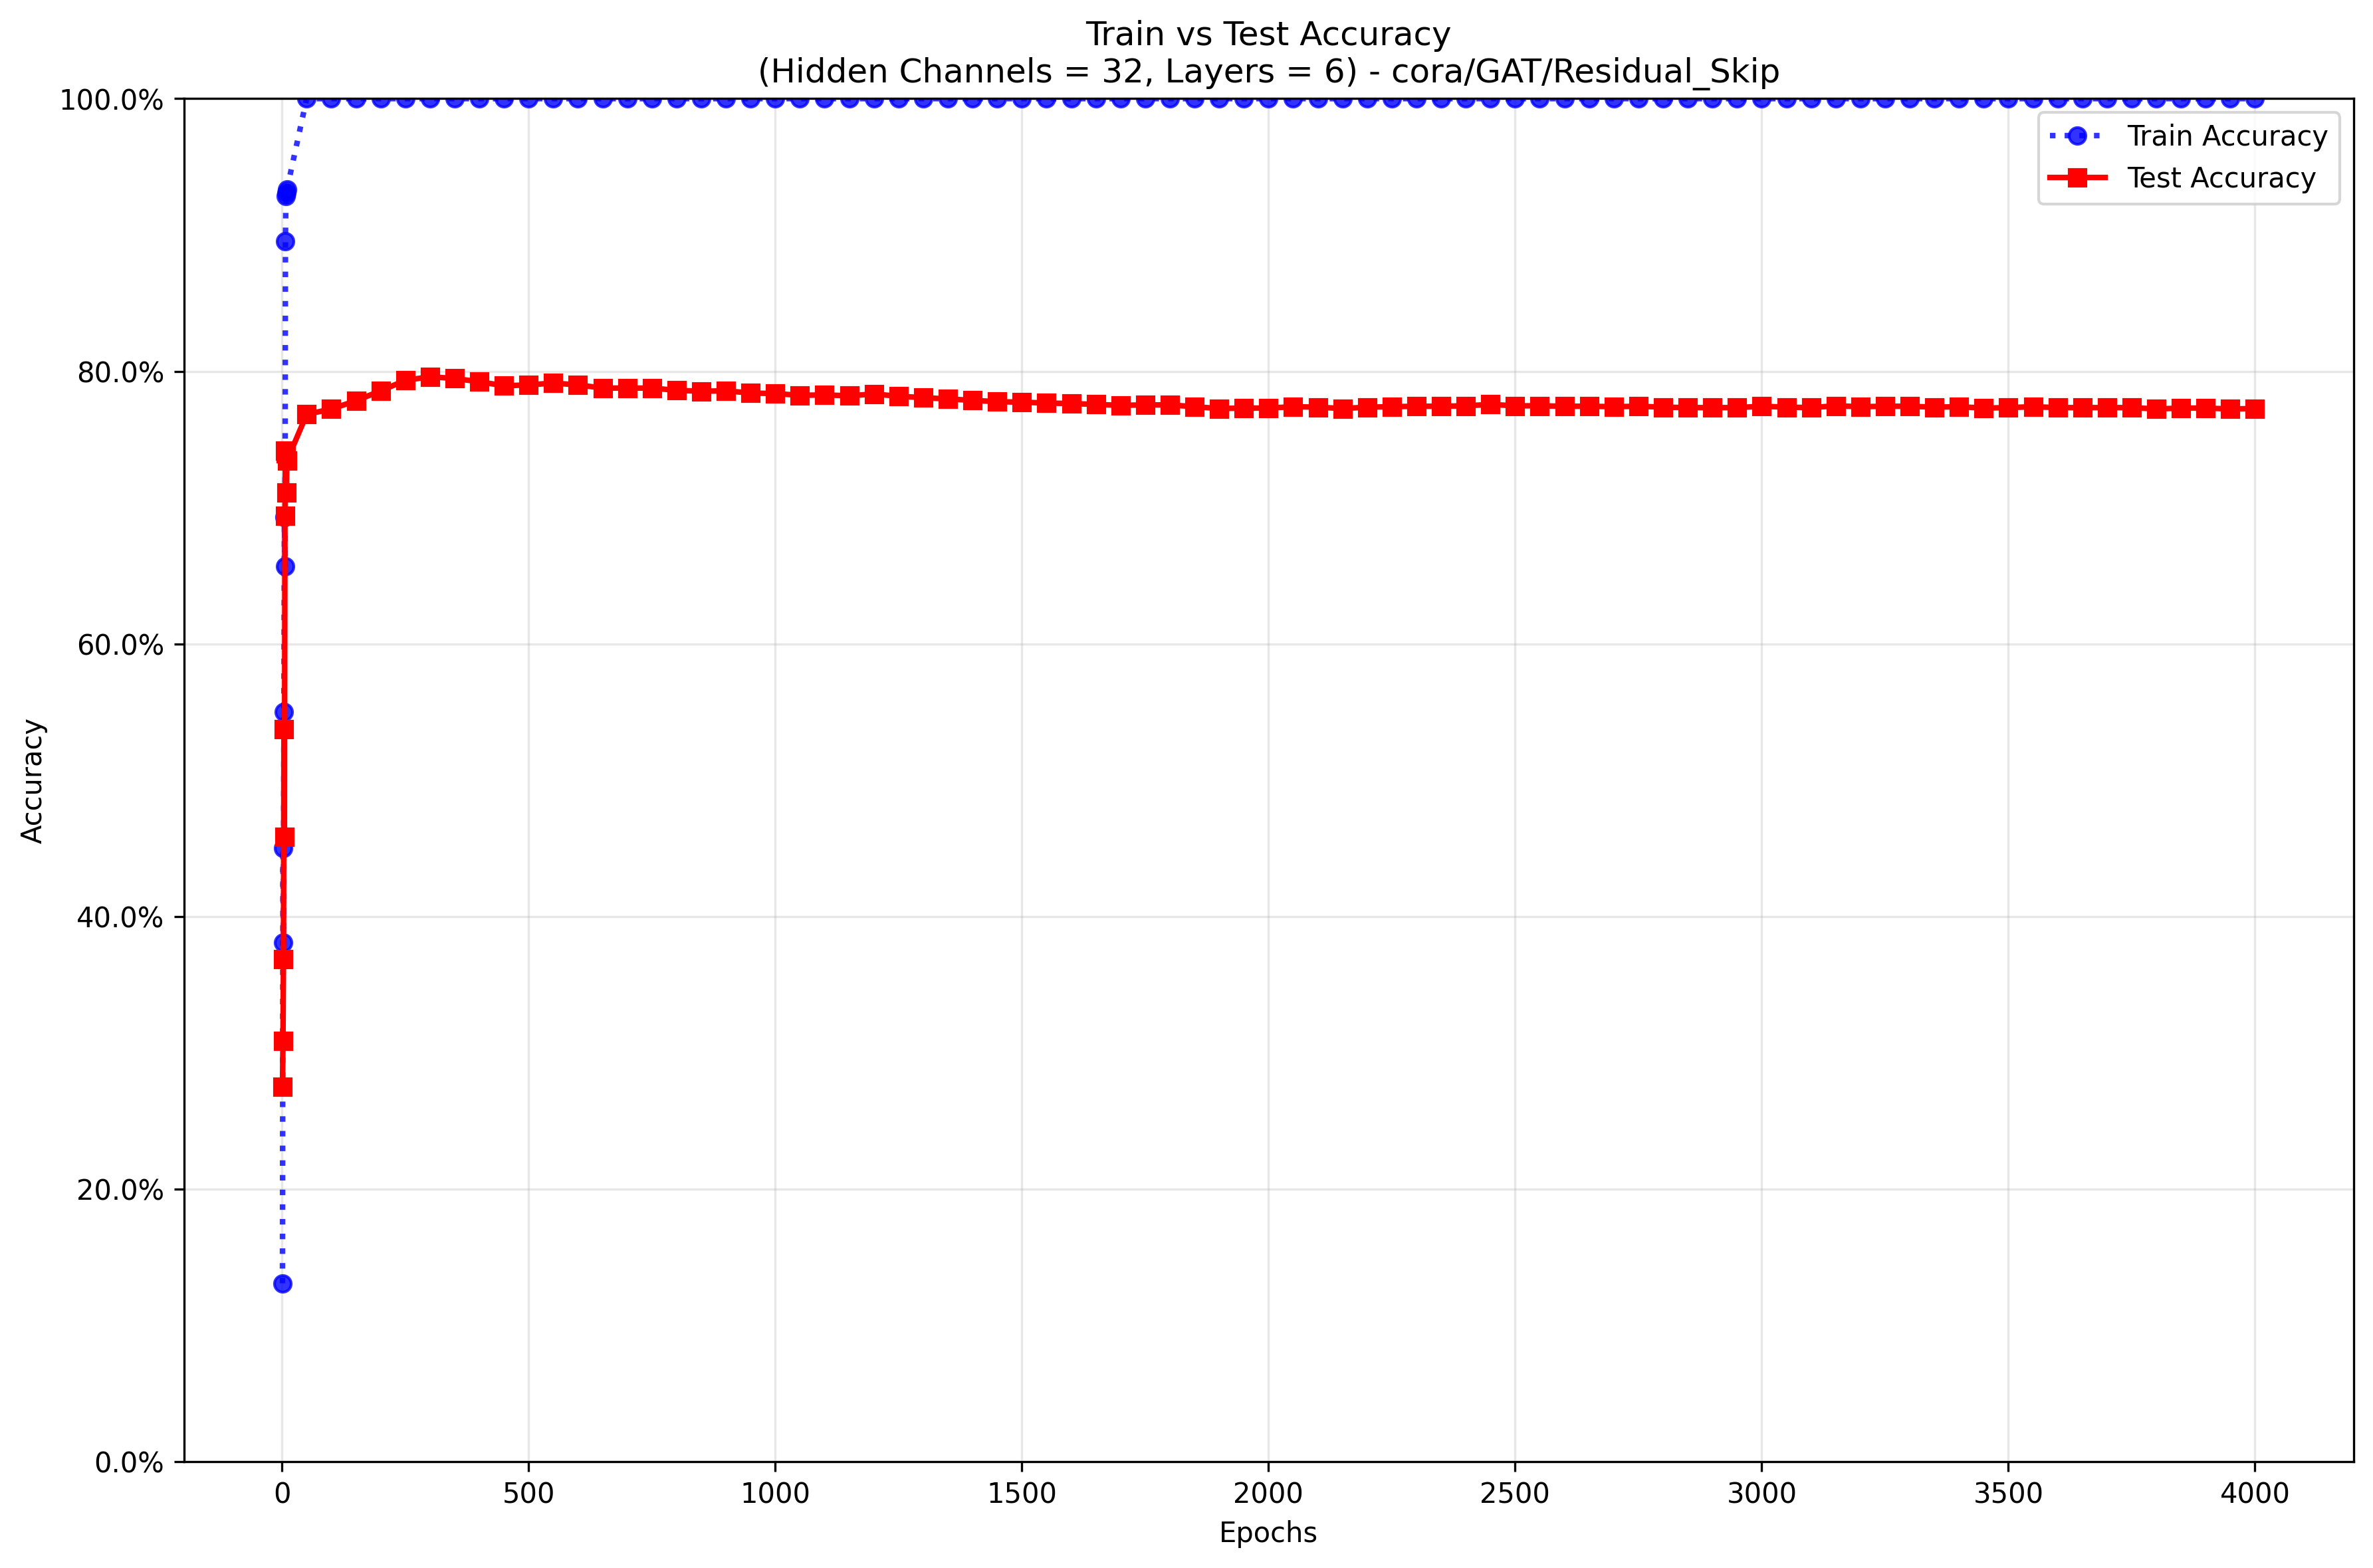 Train vs Test Accuracy
(Hidden Channels = 32, Layers = 6) - cora/GAT/Residual_Skip
100.0%
80.0%
60.0%
40.0%
20.0%
0.0%
Accuracy
Train Accuracy
Test Accuracy
0 500 1000 1500 2000 2500 3000 3500 4000
Epochs